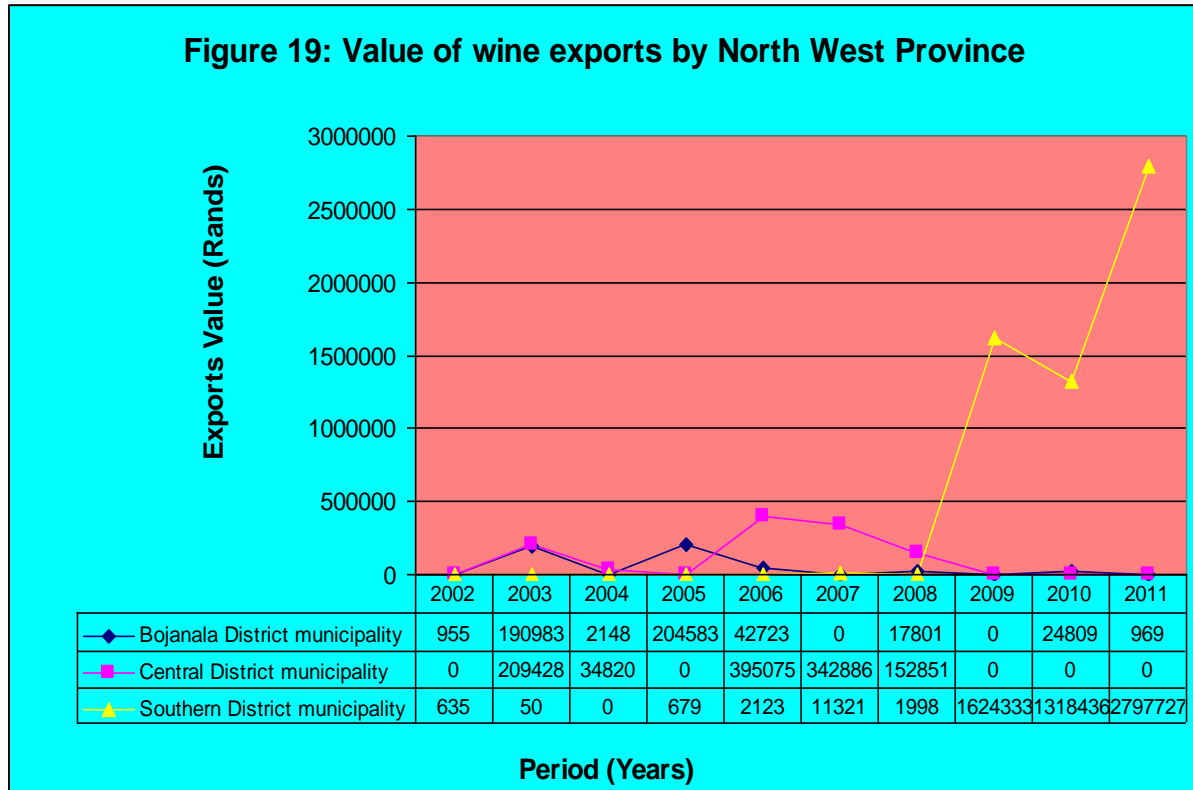 Figure 19: Value of wine exports by North West Province
Exports Value (Rands)
3000000
2500000
2000000
1500000
1000000
500000
0
2002 2003 2004 2005 2006 2007 2008 2009 2010 2011
Bojanala District municipality 955 190983 2148 204583 42723 0 17801 0 24809 969
Central District municipality 0 209428 34820 0 395075 342886 152851 0 0 0
Southern District municipality 635 50 0 679 2123 11321 1998 1624333 1318436 2797727
Period (Years)